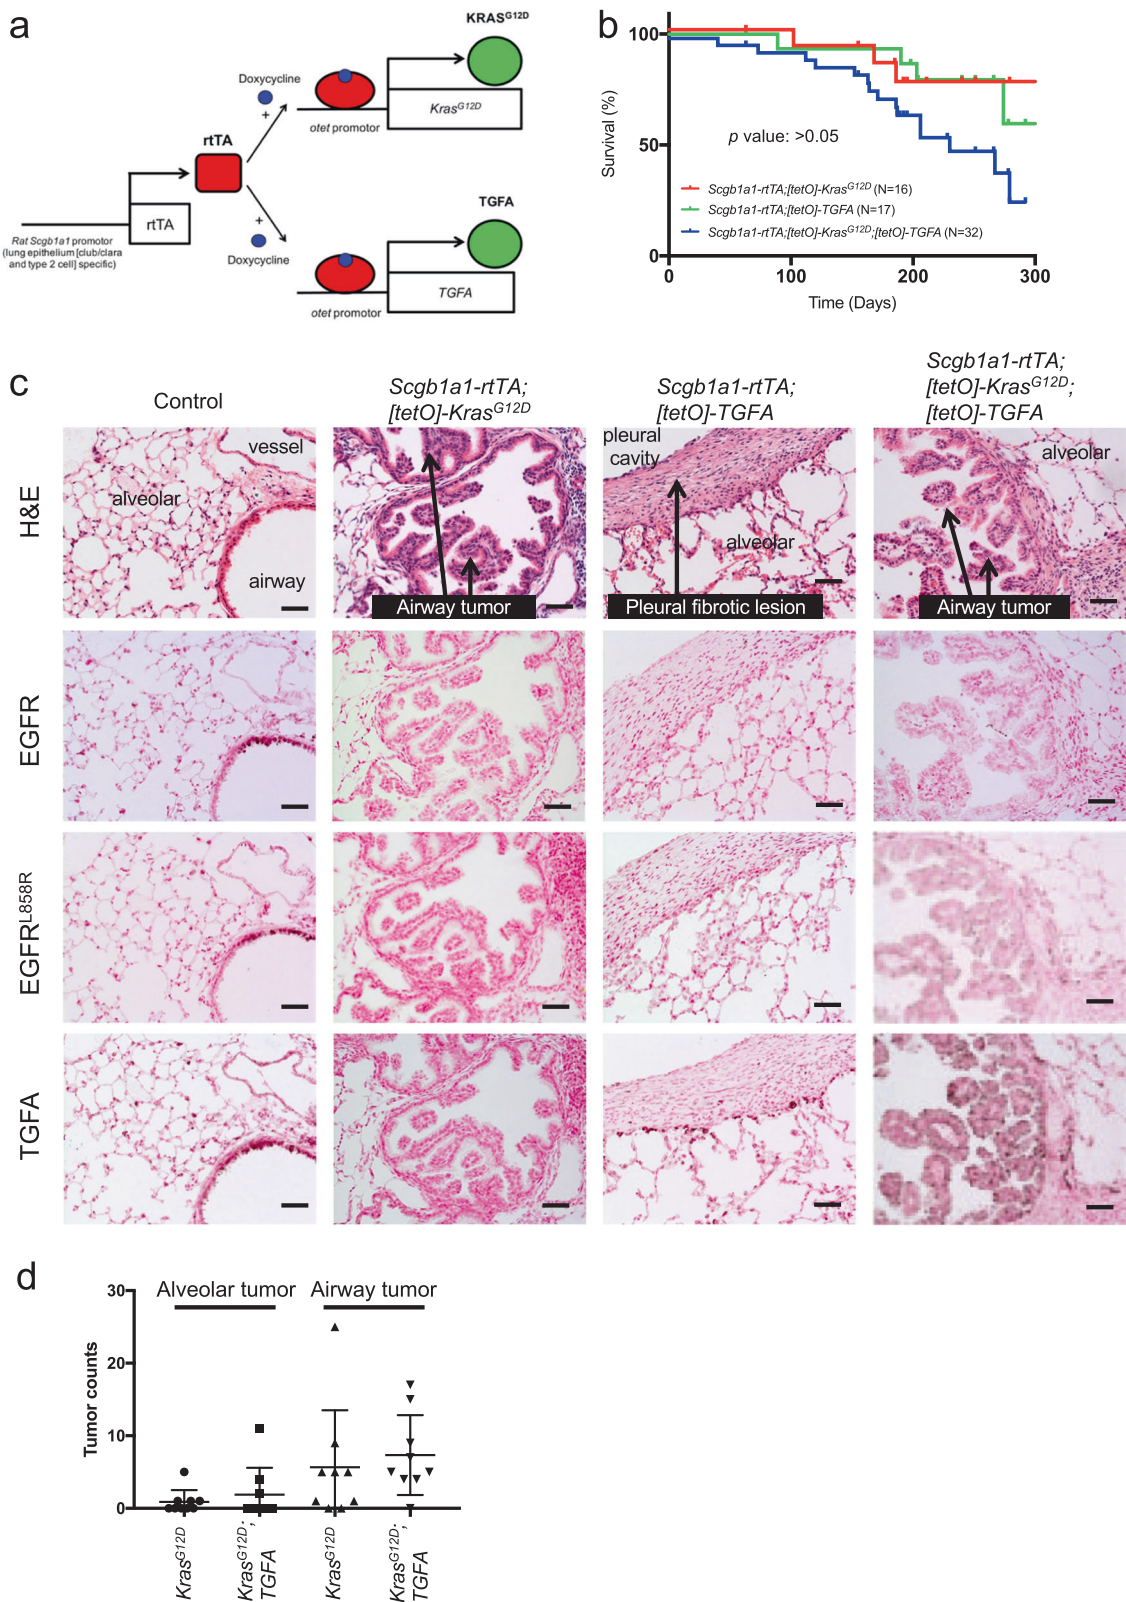 a
KRASG12D
Doxycycline
+
KrasG12D
otet promotor
rtTA
rtTA
Rat Scgb1a1 promotor
(lung epithelium [club/clara
and type 2 cell] specific)
+
Doxycycline
TGFA
TGFA
otet promotor
b
Survival (%)
100
50
0
p value: >0.05
Scgb1a1-rtTA;[tetO]-KrasG12D (N=16)
Scgb1a1-rtTA;[tetO]-TGFA (N=17)
Scgb1a1-rtTA;[tetO]-KrasG12D;[tetO]-TGFA (N=32)
0 100 200 300
Time (Days)
c
Control
Scgb1a1-rtTA;
[tetO]-KrasG12D
Scgb1a1-rtTA;
[tetO]-TGFA
Scgb1a1-rtTA;
[tetO]-KrasG12D;
[tetO]-TGFA
H&E
vessel
alveolar
airway
Airway tumor
pleural
cavity
alveolar
Pleural fibrotic lesion
alveolar
Airway tumor
EGFR
EGFRL858R
TGFA
d
Alveolar tumor Airway tumor
Tumor counts
30
20
10
0
KrasG12D
KrasG12D;
TGFA
KrasG12D
KrasG12D;
TGFA